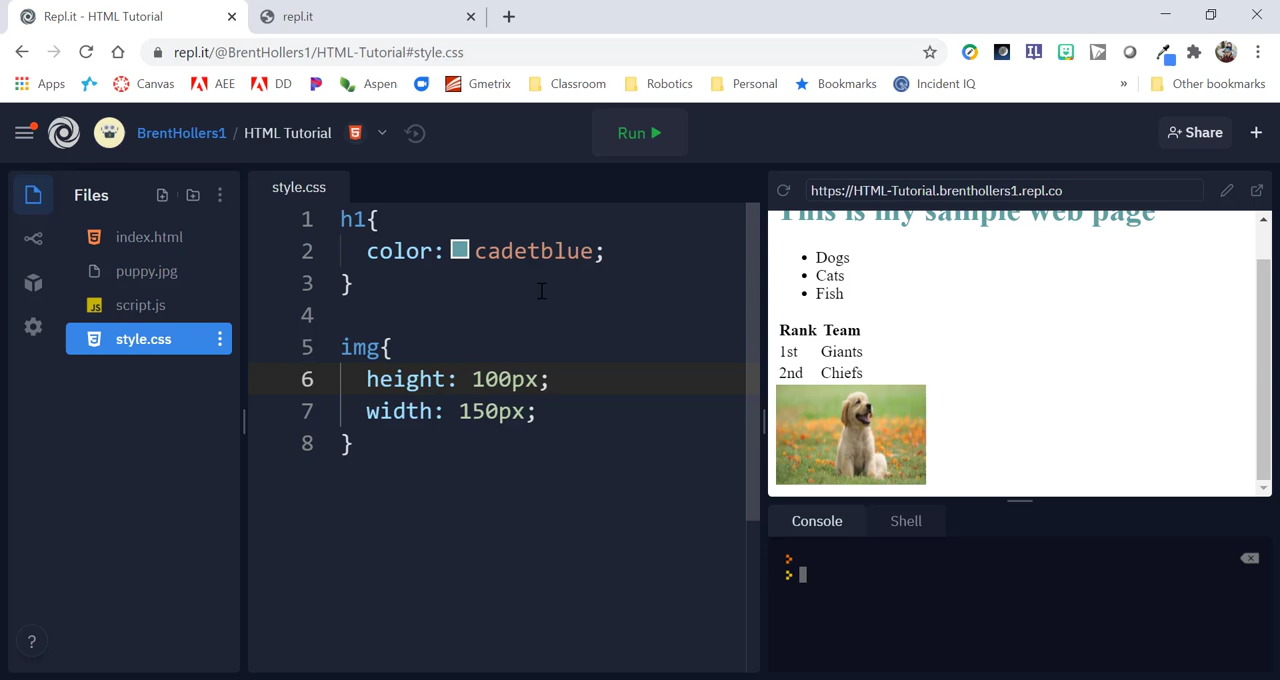 Repl.it - HTML Tutorial
repl.it
repl.it/@BrentHollers1/HTML-Tutorial#style.css
Apps Canvas AEE DD Aspen Gmetrix Classroom Robotics Personal Bookmarks Incident IQ » Other bookmarks
BrentHollers1 / HTML Tutorial
Run
Share
Files
index.html
puppy.jpg
JS script.js
style.css
?
style.css
1 h1{
2 color: cadetblue;
3 }
4
5 img{
6 height: 100px;
7 width: 150px;
8 }
https://HTML-Tutorial.brenthollers1.repl.co
This is my sample web page
• Dogs
• Cats
• Fish
Rank Team
1st Giants
2nd Chiefs
Console Shell
>
>